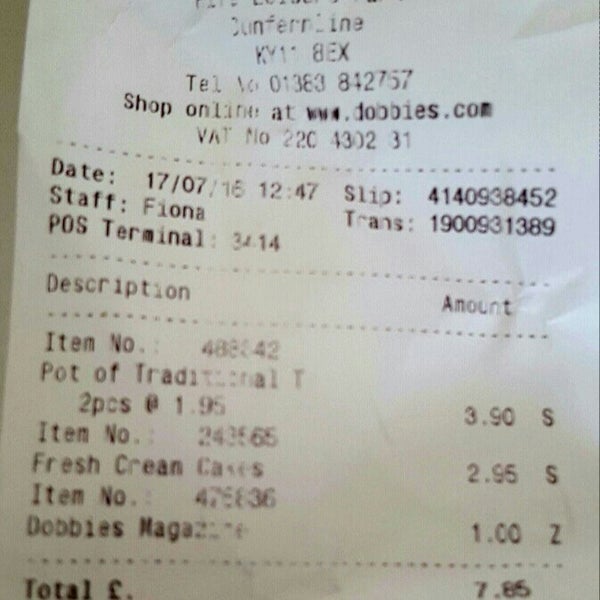 Dunfermline
KY11 8EX
Tel No 01383 842757
Shop online at www.dobbies.com
VAT No 220 4302 31
Date: 17/07/16 12:47 Slip: 4140938452
Staff: Fiona Trans: 1900931389
POS Terminal: 3414
Description Amount
Item No.:
Pot of Traditional T
2pcs @ 1.95 3.90 S
Item No.: 243565
Fresh Cream Cakes 2.95 S
Item No.:
Dobbies Magazine 1.00 Z
Total £. 7.85